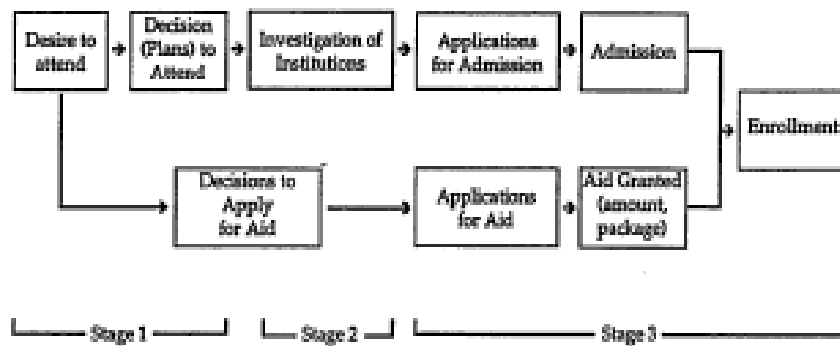 Desire to
attend
Decision
(Plans) to
Attend
Investigation of
Institutions
Applications
for Admission
Admission
Enrollment
Decisions to
Apply
for Aid
Applications
for Aid
Aid Granted
(amount,
package)
Stage 1
Stage 2
Stage 3